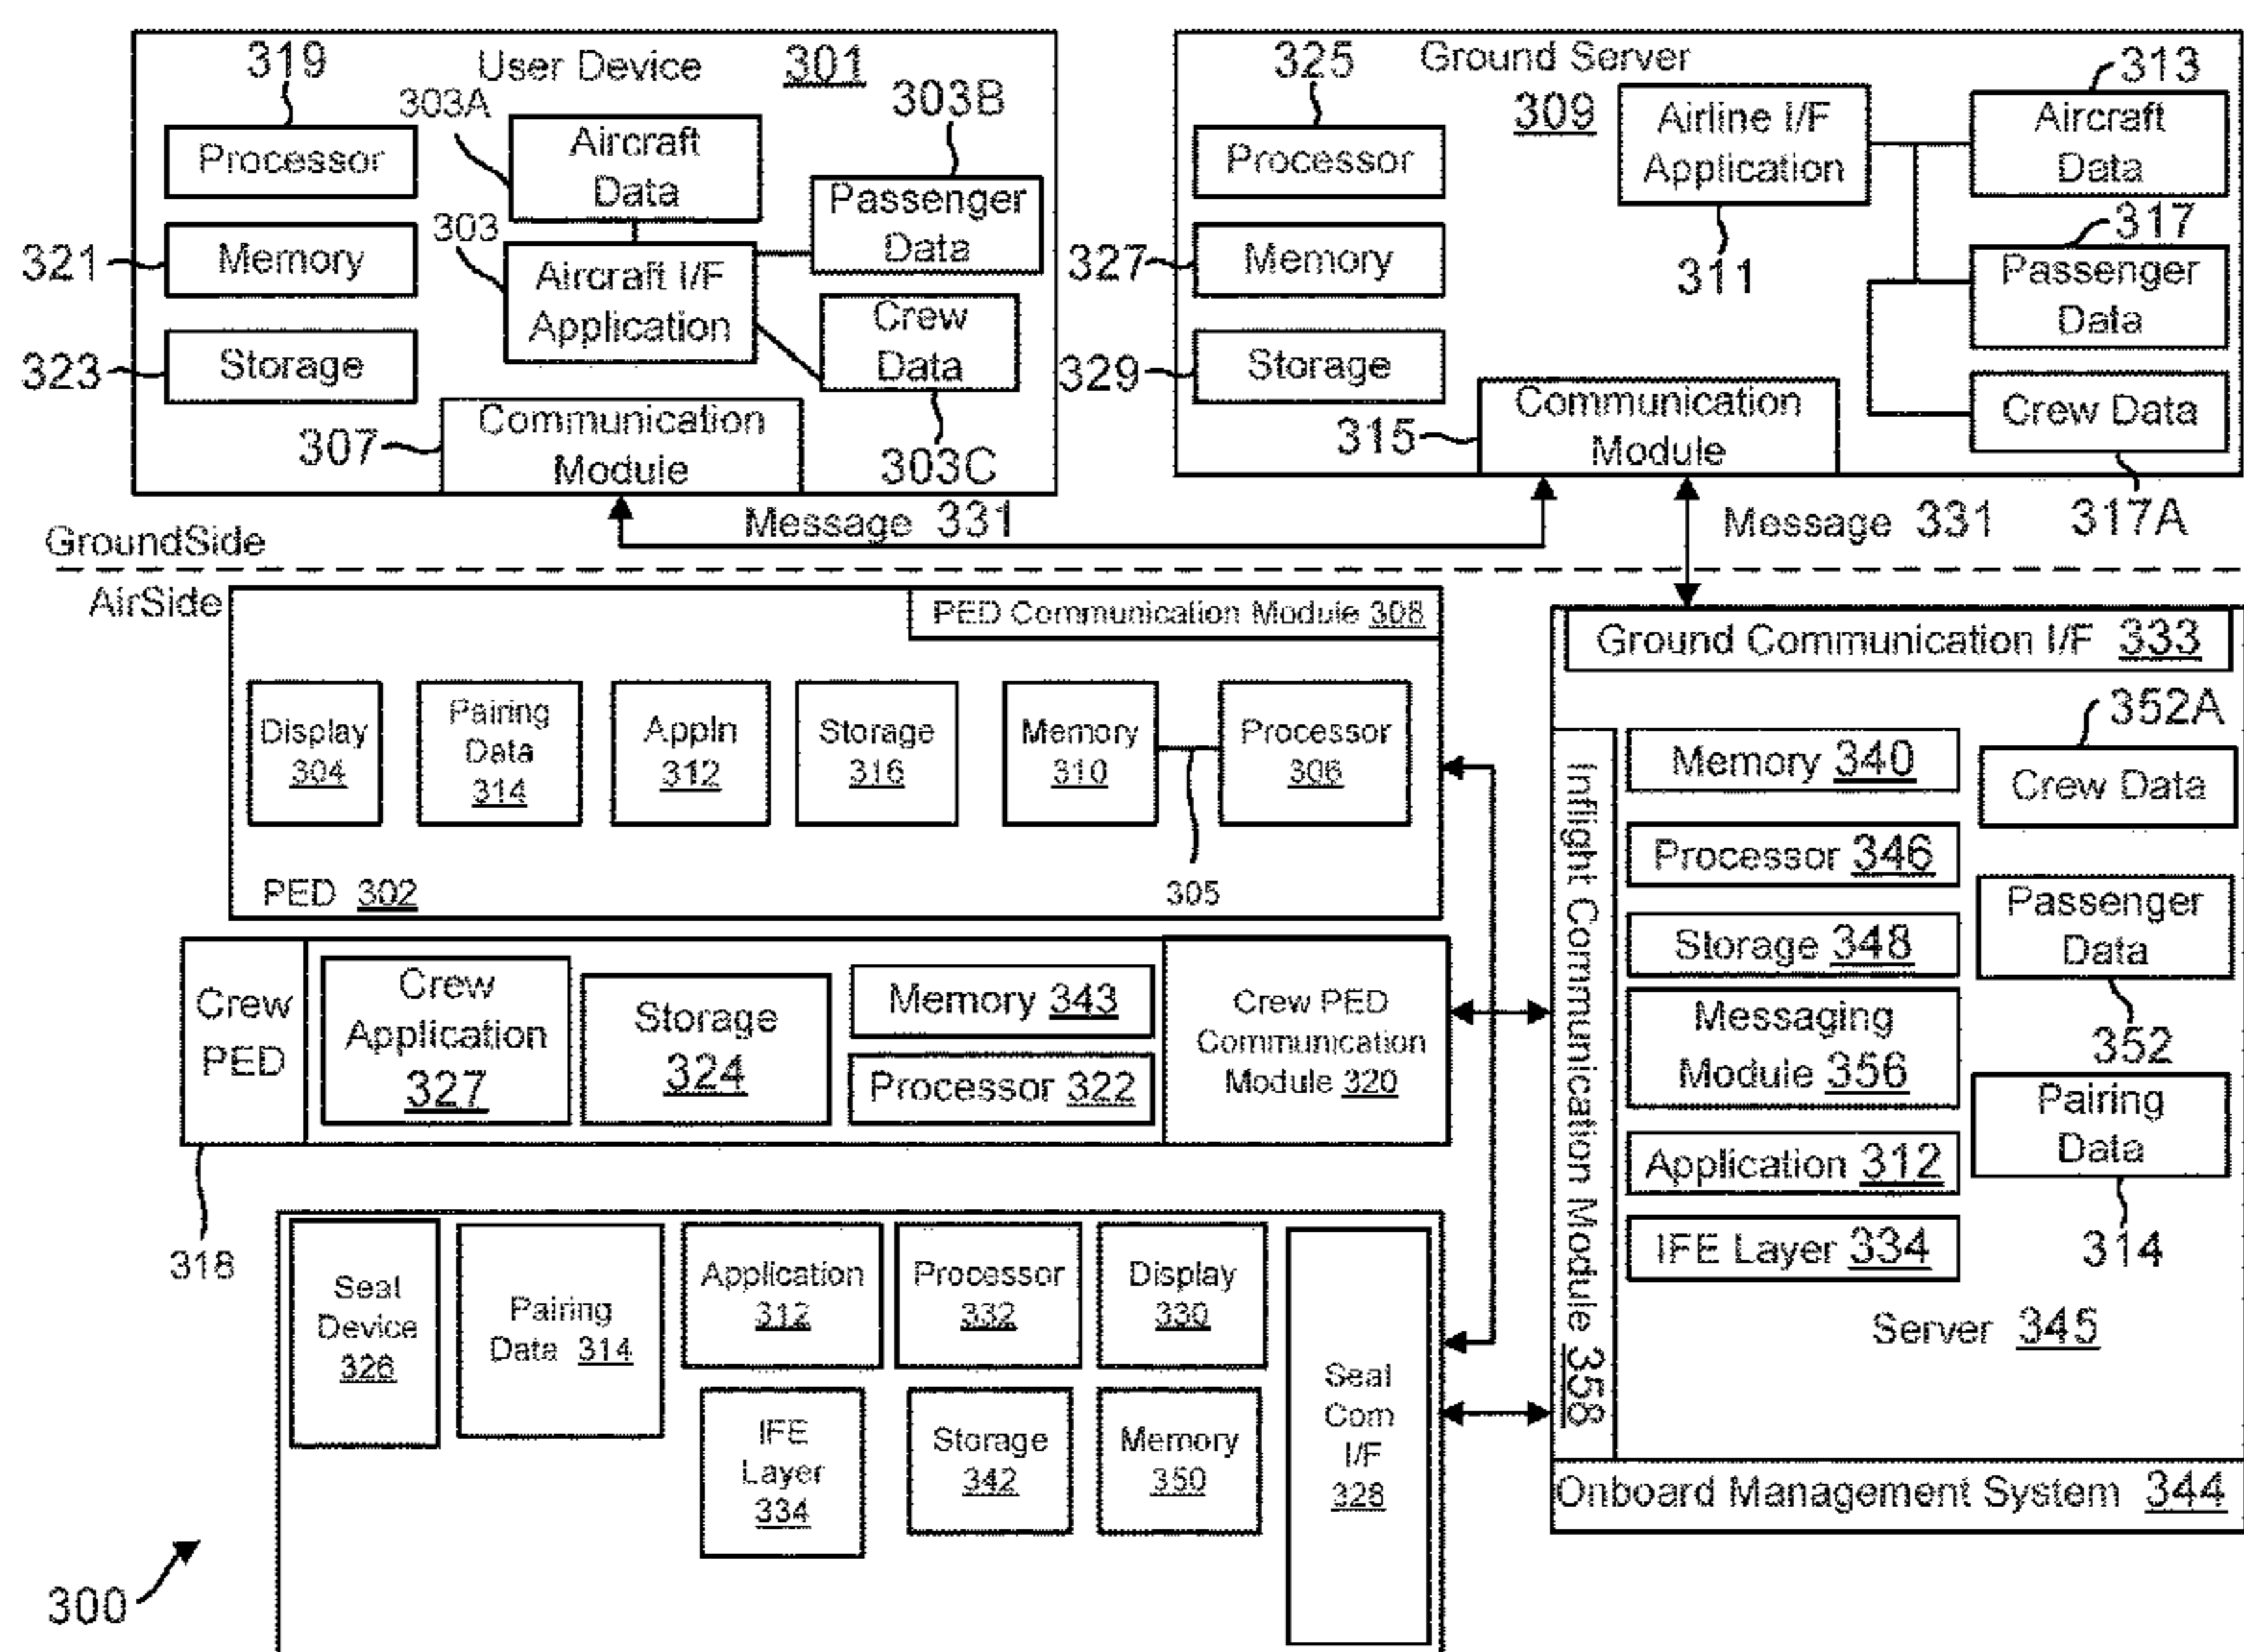 319
User Device 301
303A
303B
Processor
Aircraft
Data
Passenger
Data
321
Memory
303
Aircraft I/F
Application
Crew
Data
323
Storage
307
Communication
Module
303C
325
Ground Server
309
313
Processor
Airline I/F
Application
Aircraft
Data
327
Memory
311
317
Passenger
Data
329
Storage
315
Communication
Module
Crew Data
317A
Message 331
Message 331
GroundSide
AirSide
PED Communication Module 308
Display
304
Pairing
Data
314
Appln
312
Storage
316
Memory
310
Processor
306
PED 302
305
Crew
PED
Crew
Application
327
Storage
324
Memory 343
Processor 322
Crew PED
Communication
Module 320
318
Seat
Device
326
Pairing
Data 314
Application
312
Processor
332
Display
330
IFE
Layer
334
Storage
342
Memory
350
Seat
Com
I/F
328
300
Ground Communication I/F 333
Inflight Communication Module 358
352A
Memory 340
Crew Data
Processor 346
Passenger
Data
Storage 348
352
Messaging
Module 356
Pairing
Data
Application 312
314
IFE Layer 334
Server 345
Onboard Management System 344